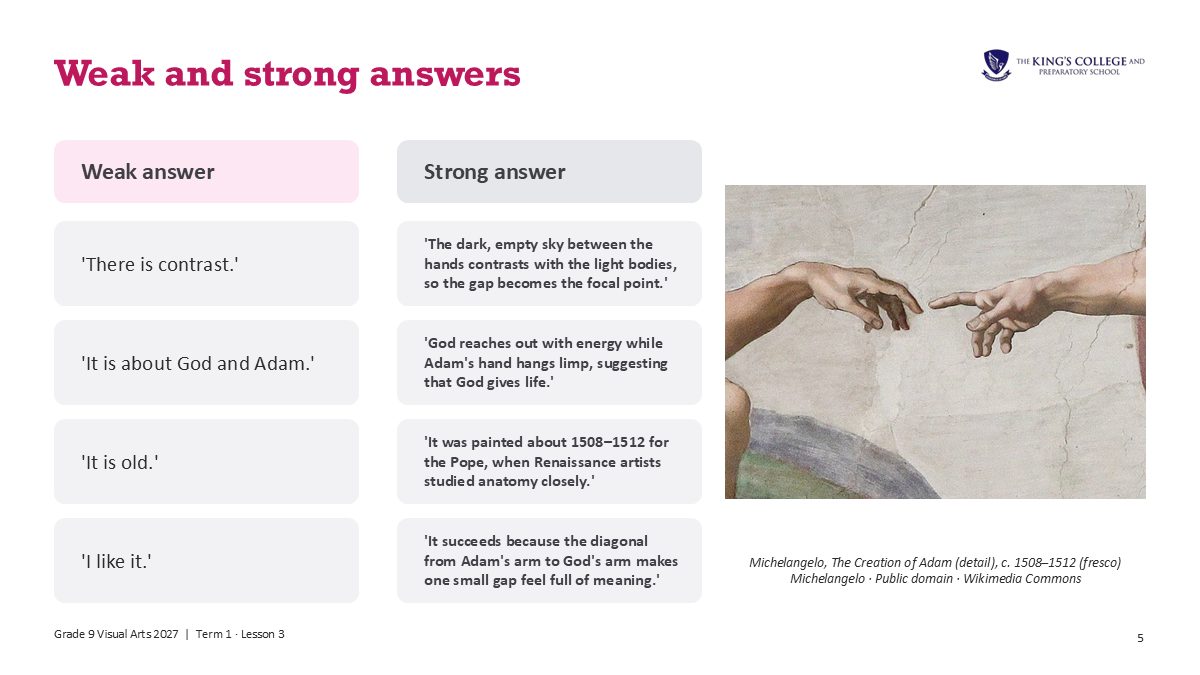 Weak and strong answers
THE KING'S COLLEGE AND
PREPARATORY SCHOOL
Weak answer
Strong answer
'There is contrast.'
'The dark, empty sky between the
hands contrasts with the light bodies,
so the gap becomes the focal point.'
'It is about God and Adam.'
'God reaches out with energy while
Adam's hand hangs limp, suggesting
that God gives life.'
'It is old.'
'It was painted about 1508–1512 for
the Pope, when Renaissance artists
studied anatomy closely.'
'I like it.'
'It succeeds because the diagonal
from Adam's arm to God's arm makes
one small gap feel full of meaning.'
Michelangelo, The Creation of Adam (detail), c. 1508–1512 (fresco)
Michelangelo · Public domain · Wikimedia Commons
Grade 9 Visual Arts 2027 | Term 1 · Lesson 3
5